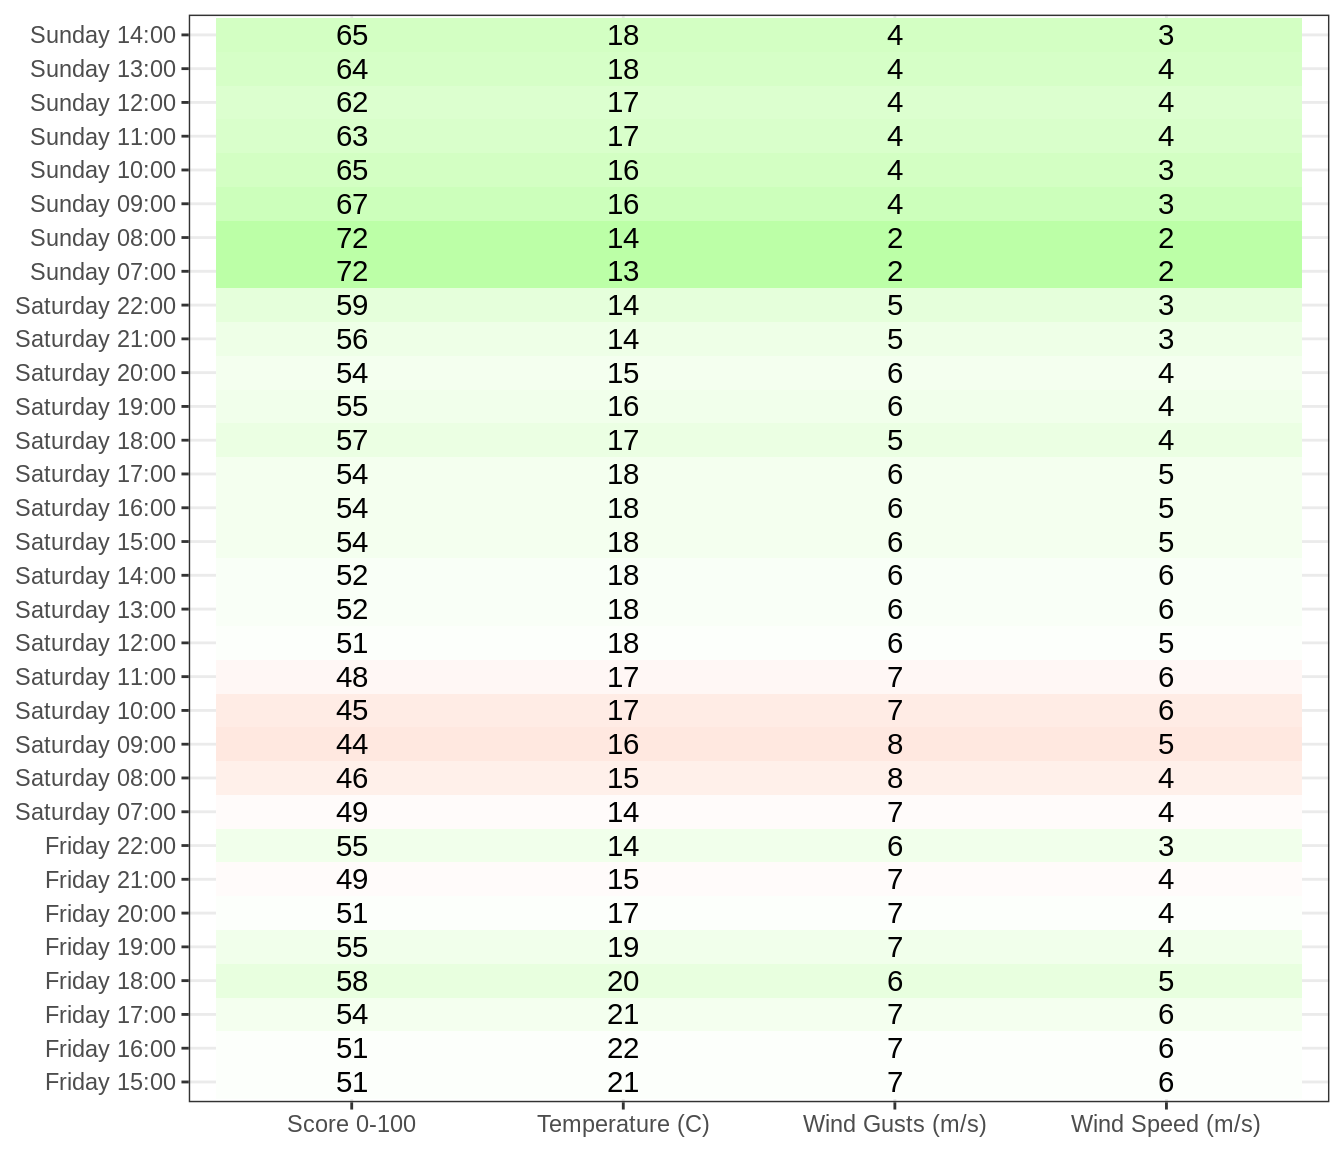 Sunday 14:00 65 18 4 3
Sunday 13:00 64 18 4 4
Sunday 12:00 62 17 4 4
Sunday 11:00 63 17 4 4
Sunday 10:00 65 16 4 3
Sunday 09:00 67 16 4 3
Sunday 08:00 72 14 2 2
Sunday 07:00 72 13 2 2
Saturday 22:00 59 14 5 3
Saturday 21:00 56 14 5 3
Saturday 20:00 54 15 6 4
Saturday 19:00 55 16 6 4
Saturday 18:00 57 17 5 4
Saturday 17:00 54 18 6 5
Saturday 16:00 54 18 6 5
Saturday 15:00 54 18 6 5
Saturday 14:00 52 18 6 6
Saturday 13:00 52 18 6 6
Saturday 12:00 51 18 6 5
Saturday 11:00 48 17 7 6
Saturday 10:00 45 17 7 6
Saturday 09:00 44 16 8 5
Saturday 08:00 46 15 8 4
Saturday 07:00 49 14 7 4
Friday 22:00 55 14 6 3
Friday 21:00 49 15 7 4
Friday 20:00 51 17 7 4
Friday 19:00 55 19 7 4
Friday 18:00 58 20 6 5
Friday 17:00 54 21 7 6
Friday 16:00 51 22 7 6
Friday 15:00 51 21 7 6
Score 0-100 Temperature (C) Wind Gusts (m/s) Wind Speed (m/s)